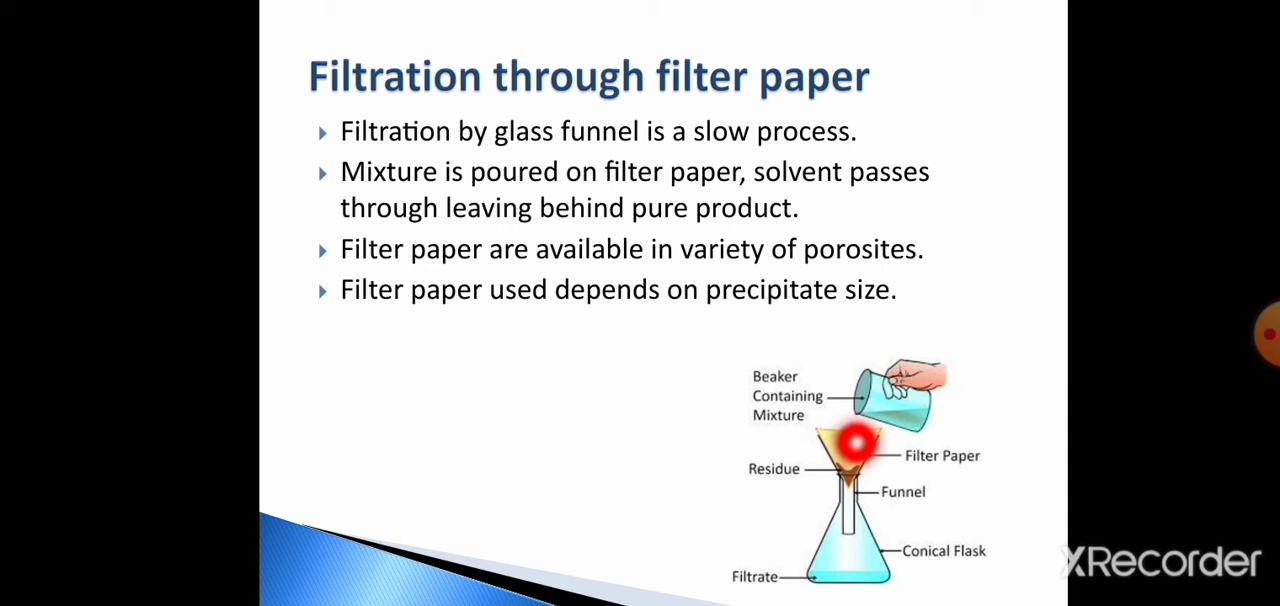 Filtration through filter paper
Filtration by glass funnel is a slow process.
Mixture is poured on filter paper, solvent passes
through leaving behind pure product.
Filter paper are available in variety of porosites.
Filter paper used depends on precipitate size.
Beaker
Containing
Mixture
Filter Paper
Residue
Funnel
Conical Flask
Filtrate
XRecorder